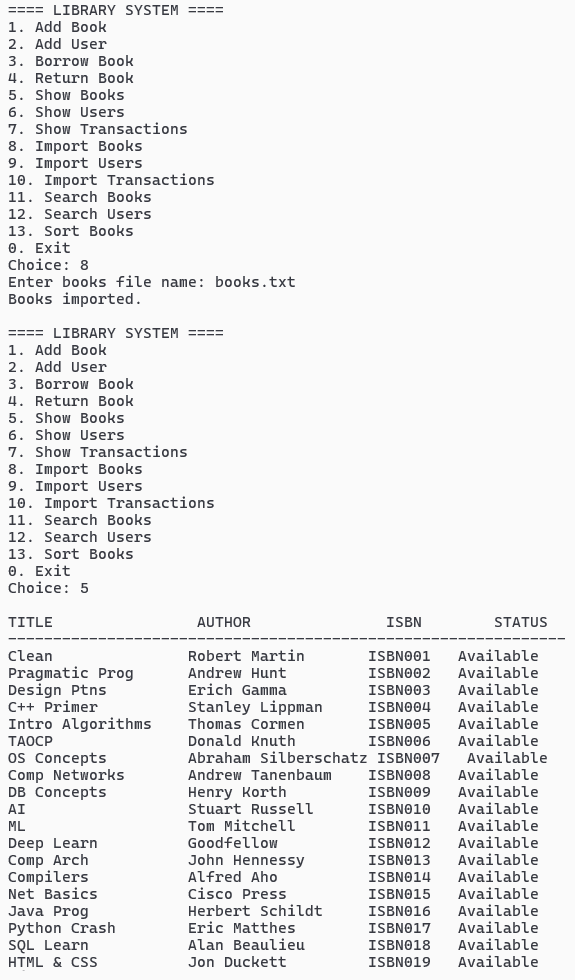 ==== LIBRARY SYSTEM ====
1. Add Book
2. Add User
3. Borrow Book
4. Return Book
5. Show Books
6. Show Users
7. Show Transactions
8. Import Books
9. Import Users
10. Import Transactions
11. Search Books
12. Search Users
13. Sort Books
0. Exit
Choice: 8
Enter books file name: books.txt
Books imported.

==== LIBRARY SYSTEM ====
1. Add Book
2. Add User
3. Borrow Book
4. Return Book
5. Show Books
6. Show Users
7. Show Transactions
8. Import Books
9. Import Users
10. Import Transactions
11. Search Books
12. Search Users
13. Sort Books
0. Exit
Choice: 5

TITLE                AUTHOR               ISBN        STATUS
--------------------------------------------------------------
Clean               Robert Martin       ISBN001   Available
Pragmatic Prog      Andrew Hunt         ISBN002   Available
Design Ptns         Erich Gamma         ISBN003   Available
C++ Primer          Stanley Lippman     ISBN004   Available
Intro Algorithms    Thomas Cormen       ISBN005   Available
TAOCP               Donald Knuth        ISBN006   Available
OS Concepts         Abraham Silberschatz ISBN007   Available
Comp Networks       Andrew Tanenbaum    ISBN008   Available
DB Concepts         Henry Korth         ISBN009   Available
AI                  Stuart Russell      ISBN010   Available
ML                  Tom Mitchell        ISBN011   Available
Deep Learn          Goodfellow          ISBN012   Available
Comp Arch           John Hennessy       ISBN013   Available
Compilers           Alfred Aho          ISBN014   Available
Net Basics          Cisco Press         ISBN015   Available
Java Prog           Herbert Schildt     ISBN016   Available
Python Crash        Eric Matthes        ISBN017   Available
SQL Learn           Alan Beaulieu       ISBN018   Available
HTML & CSS          Jon Duckett         ISBN019   Available